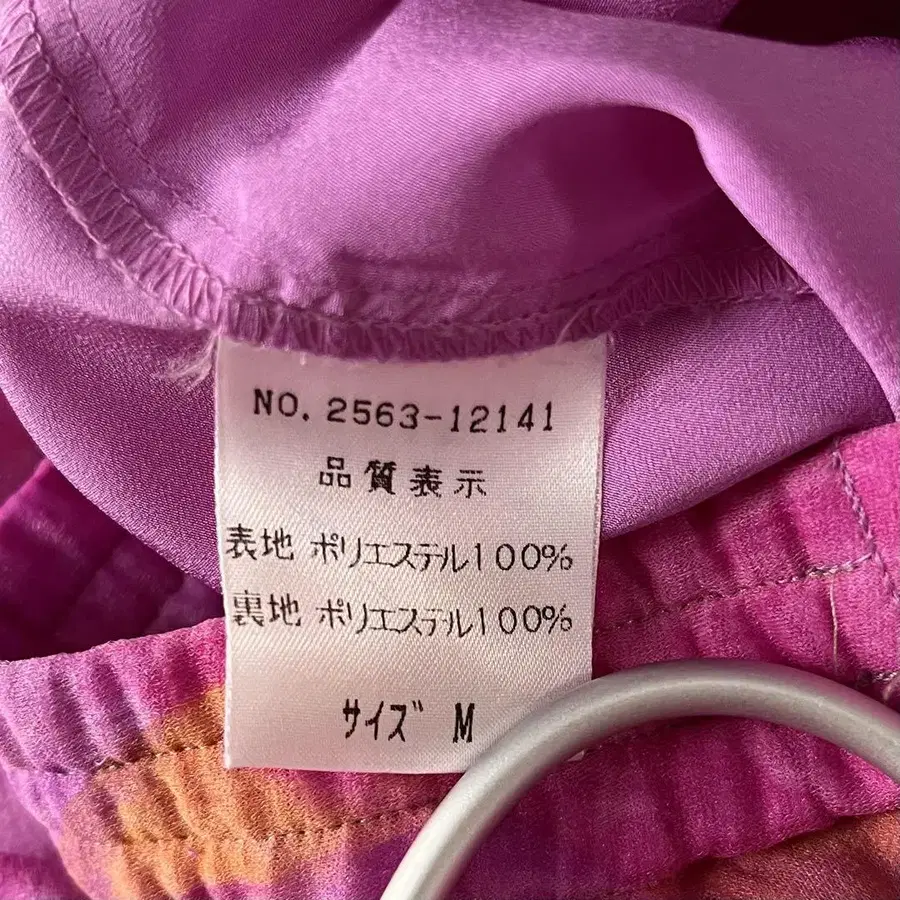 NO. 2563-12141
品質表示
表地 ポリエステル100%
裏地 ポリエステル100%
サイズ M